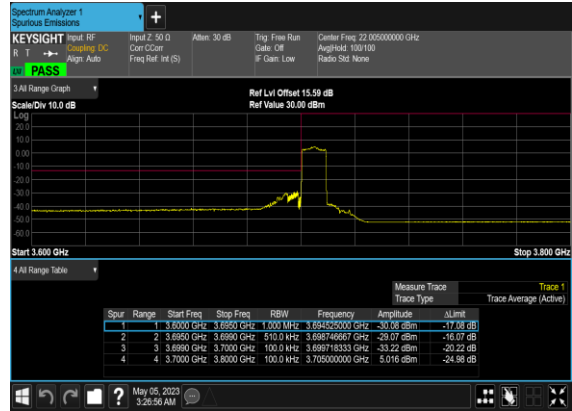 Spectrum Analyzer 1
Spurious Emissions
KEYSIGHT Input: RF Input Z: 50 Ω Atten: 30 dB Trig: Free Run Center Freq: 22.005000000 GHz
R T Coupling: DC Corr CCorr Gate: Off Avg|Hold: 100/100
Align: Auto Freq Ref: Int (S) IF Gain: Low Radio Std: None
PASS
3 All Range Graph Ref Lvl Offset 15.59 dB
Scale/Div 10.0 dB Ref Value 30.00 dBm
Log
20.0
10.0
0.00
-10.0
-20.0
-30.0
-40.0
-50.0
-60.0
Start 3.600 GHz Stop 3.800 GHz
4 All Range Table
Measure Trace Trace 1
Trace Type Trace Average (Active)
Spur Range Start Freq Stop Freq RBW Frequency Amplitude ΔLimit
1 1 3.6000 GHz 3.6950 GHz 1.000 MHz 3.694525000 GHz -30.08 dBm -17.08 dB
2 2 3.6950 GHz 3.6990 GHz 510.0 kHz 3.698746667 GHz -29.07 dBm -16.07 dB
3 3 3.6990 GHz 3.7000 GHz 100.0 kHz 3.699718333 GHz -33.22 dBm -20.22 dB
4 4 3.7000 GHz 3.8000 GHz 100.0 kHz 3.705000000 GHz 5.016 dBm -24.98 dB
May 05, 2023
3:26:56 AM